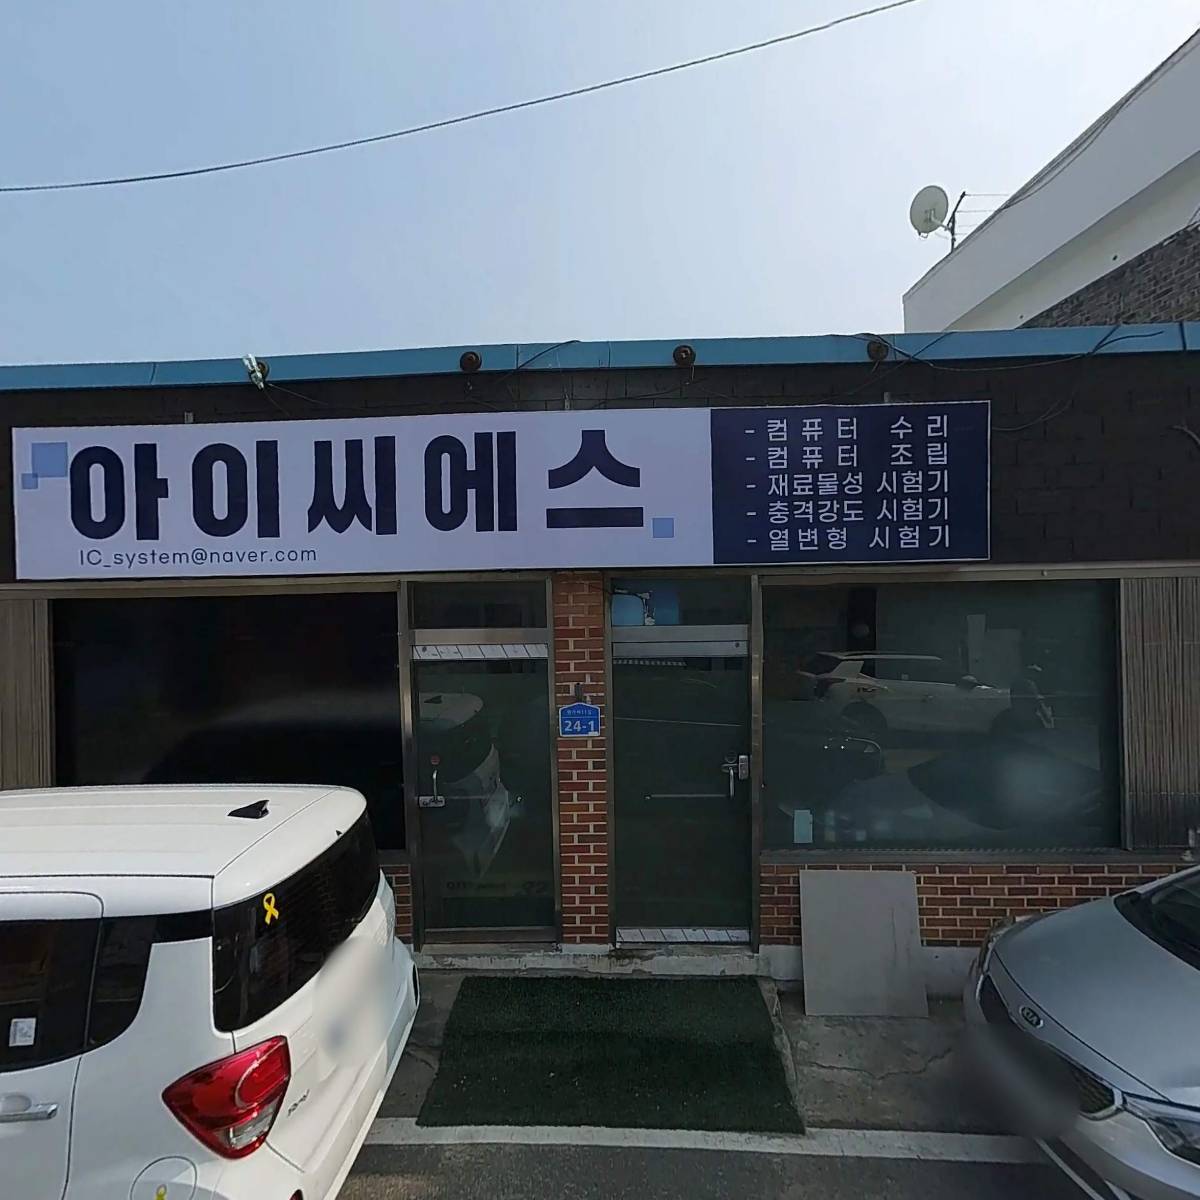 아이씨에스
IC_system@naver.com
- 컴퓨터 수리
- 컴퓨터 조립
- 재료물성 시험기
- 충격강도 시험기
- 열변형 시험기
24-1
KIA